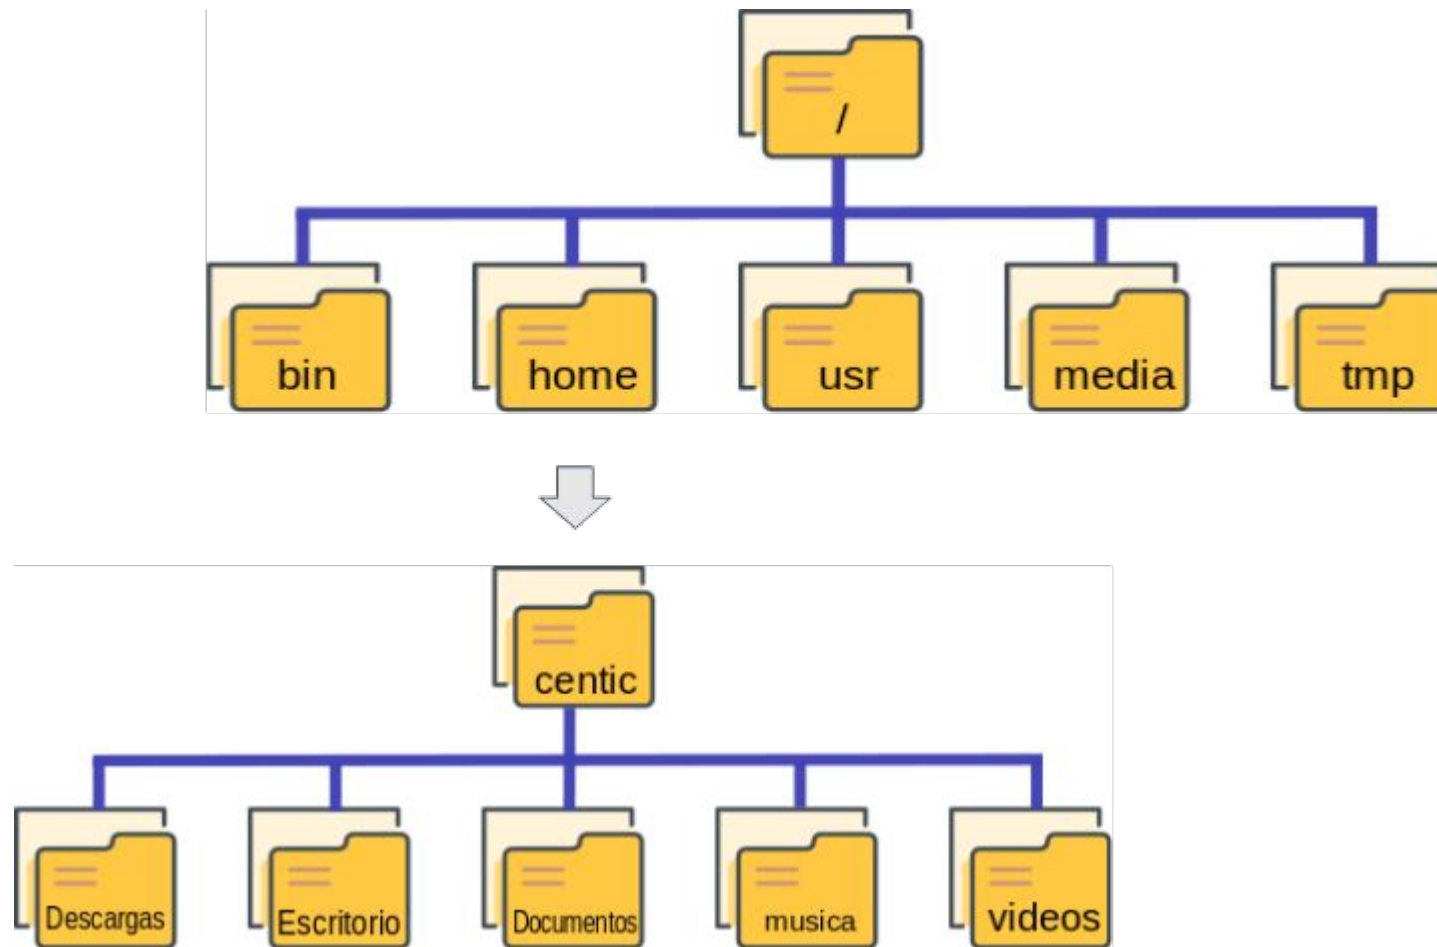 /
bin
home
usr
media
tmp
centic
Descargas
Escritorio
Documentos
musica
videos